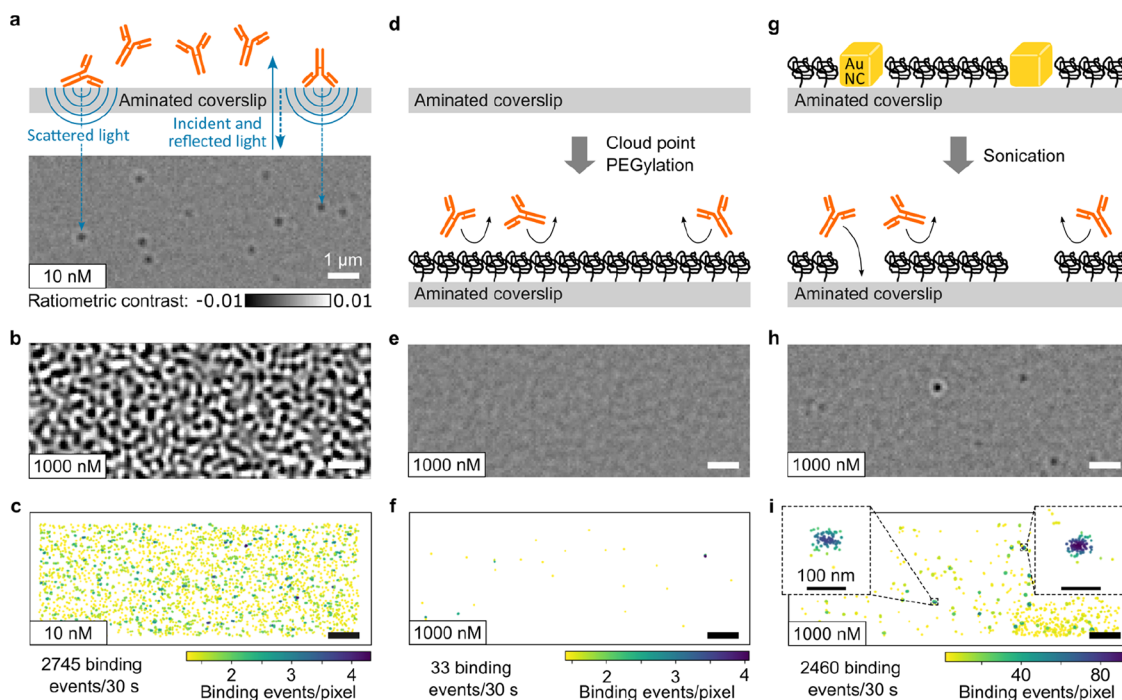 a
Aminated coverslip
Scattered light
Incident and
reflected light
1 µm
10 nM
Ratiometric contrast: -0.01 0.01
b
1000 nM
c
10 nM
2745 binding
events/30 s
2 3 4
Binding events/pixel
d
Aminated coverslip
Cloud point
PEGylation
Aminated coverslip
e
1000 nM
f
1000 nM
33 binding
events/30 s
2 3 4
Binding events/pixel
g
Au
NC
Aminated coverslip
Sonication
Aminated coverslip
h
1000 nM
i
100 nm
1000 nM
2460 binding
events/30 s
40 80
Binding events/pixel